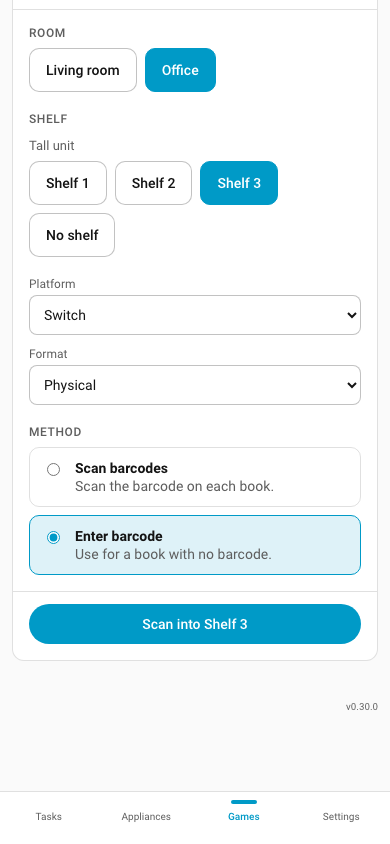 ROOM
Living room
Office
SHELF
Tall unit
Shelf 1
Shelf 2
Shelf 3
No shelf
Platform
Switch
Format
Physical
METHOD
Scan barcodes
Scan the barcode on each book.
Enter barcode
Use for a book with no barcode.
Scan into Shelf 3
v0.30.0
Tasks
Appliances
Games
Settings